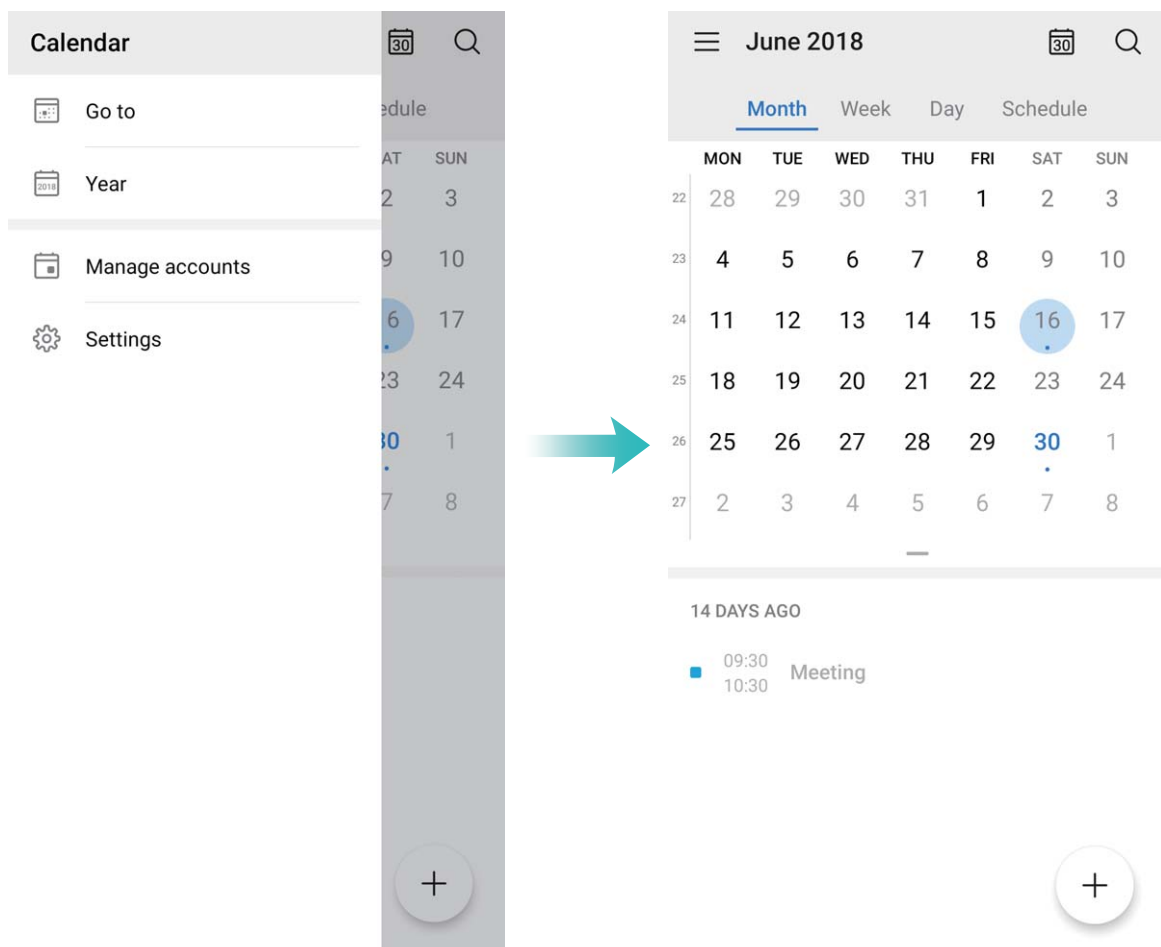 Calendar
30
Go to
edule
AT SUN
2018
Year
2 3
9 10
Manage accounts
6 17
Settings
23 24
30 1
7 8
+
June 2018
30
Month Week Day Schedule
MON TUE WED THU FRI SAT SUN
22 28 29 30 31 1 2 3
23 4 5 6 7 8 9 10
24 11 12 13 14 15 16 17
25 18 19 20 21 22 23 24
26 25 26 27 28 29 30 1
27 2 3 4 5 6 7 8
14 DAYS AGO
09:30
Meeting
10:30
+